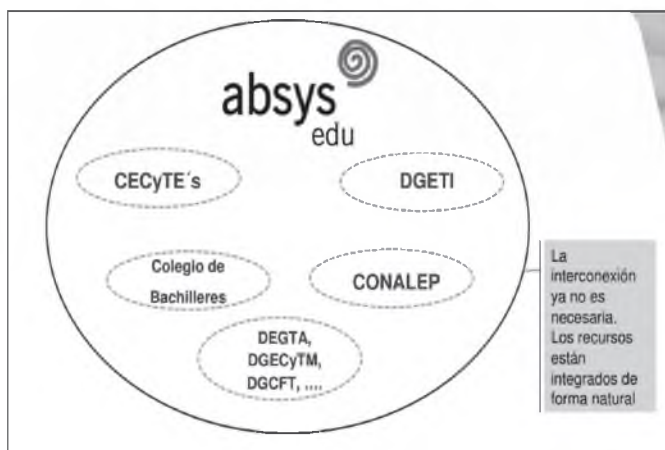 absys
edu
CECyTE´s
DGETI
Colegio de
Bachilleres
CONALEP
DEGTA,
DGECyTM,
DGCFT, ....
La
interconexión
ya no es
necesaria.
Los recursos
están
integrados de
forma natural